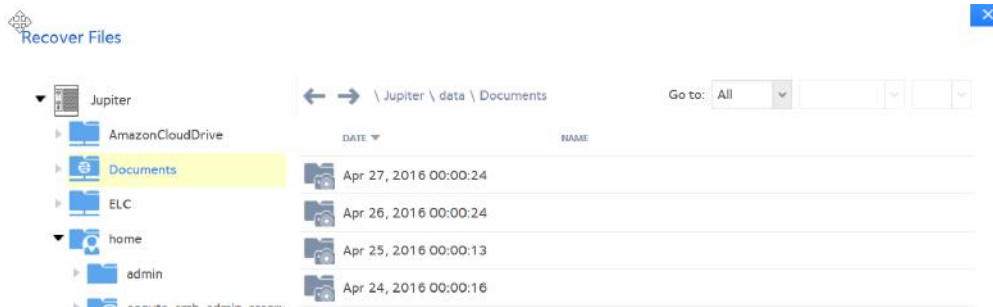 Recover Files
Jupiter
\ Jupiter \ data \ Documents
Go to: All
AmazonCloudDrive
DATE NAME
Documents
Apr 27, 2016 00:00:24
ELC
Apr 26, 2016 00:00:24
home
Apr 25, 2016 00:00:13
admin
Apr 24, 2016 00:00:16